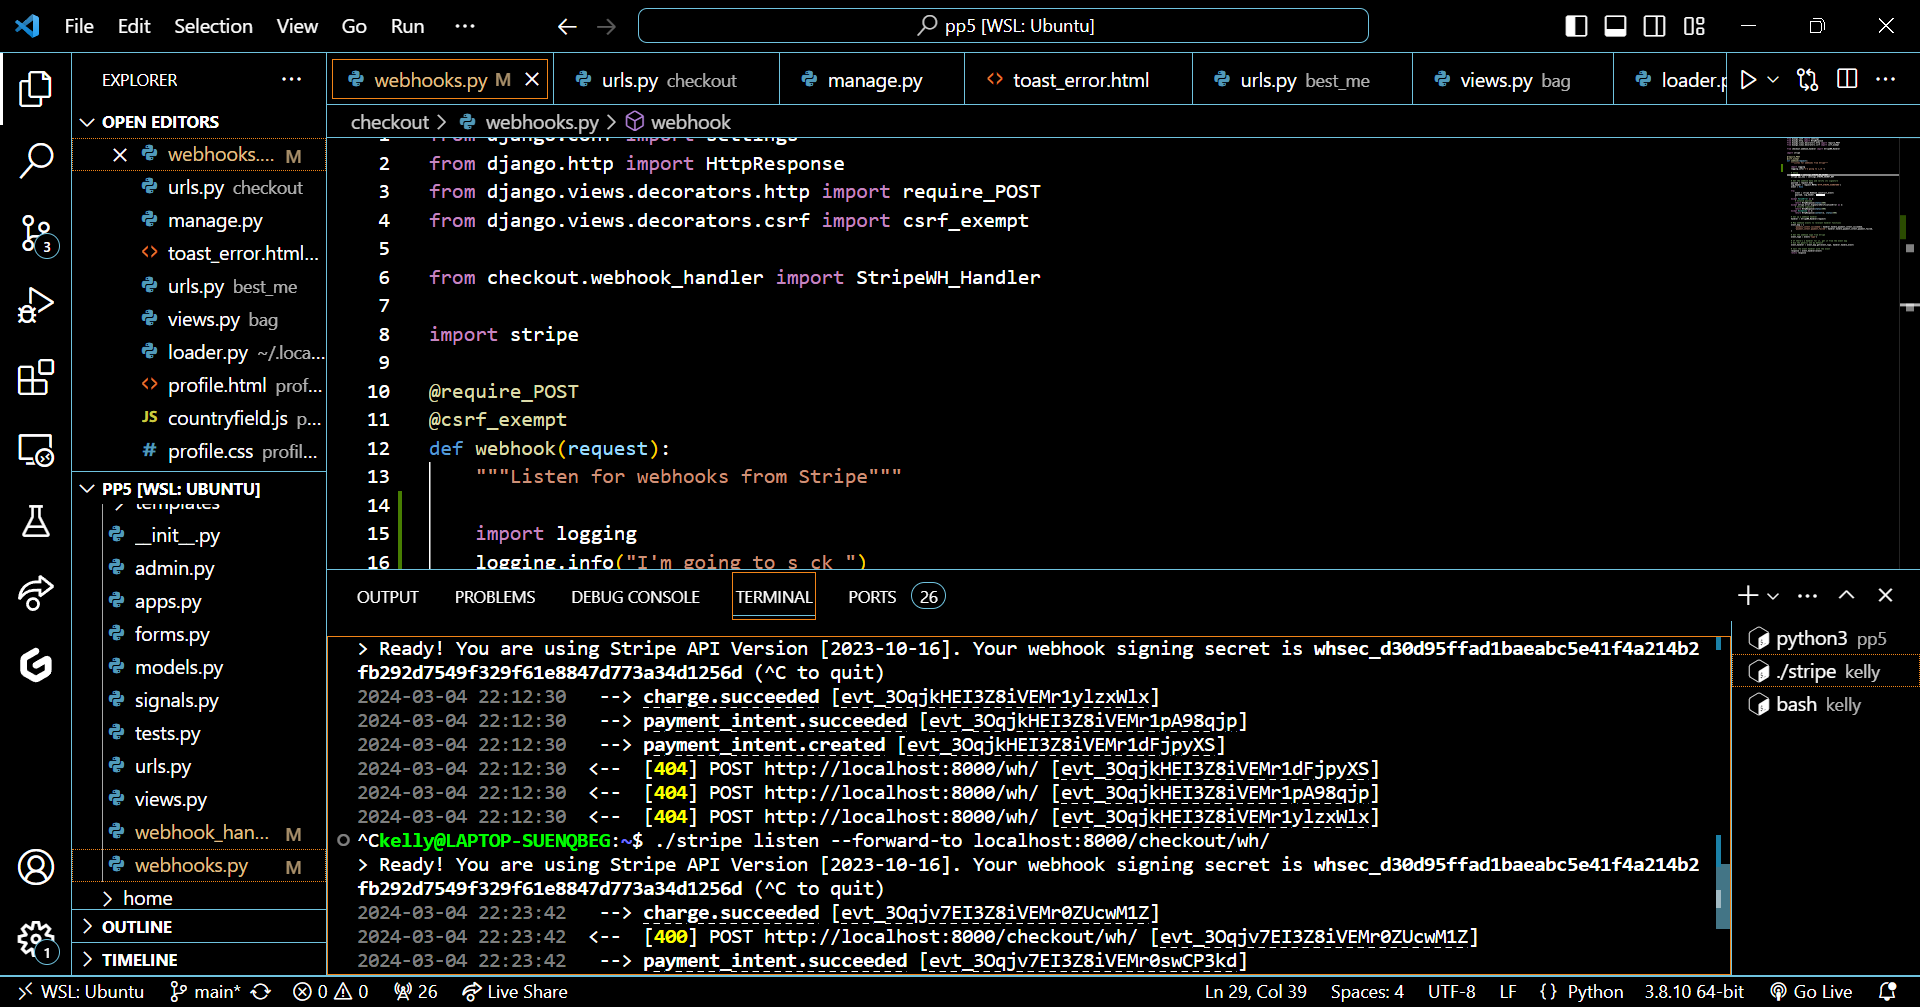 File Edit Selection View Go Run ···
pp5 [WSL: Ubuntu]
EXPLORER
webhooks.py M
urls.py checkout
manage.py
<> toast_error.html
urls.py best_me
views.py bag
loader.p
OPEN EDITORS
webhooks.... M
urls.py checkout
manage.py
<> toast_error.html...
urls.py best_me
views.py bag
loader.py ~/.loca...
<> profile.html prof...
JS countryfield.js p...
# profile.css profil...
PP5 [WSL: UBUNTU]
templates
__init__.py
admin.py
apps.py
forms.py
models.py
signals.py
tests.py
urls.py
views.py
webhook_han... M
webhooks.py M
home
OUTLINE
TIMELINE
3
1
checkout > webhooks.py > webhook
1 from django.conf import settings
2 from django.http import HttpResponse
3 from django.views.decorators.http import require_POST
4 from django.views.decorators.csrf import csrf_exempt
5
6 from checkout.webhook_handler import StripeWH_Handler
7
8 import stripe
9
10 @require_POST
11 @csrf_exempt
12 def webhook(request):
13 """Listen for webhooks from Stripe"""
14
15 import logging
16 logging.info("I'm going to s ck ")
OUTPUT PROBLEMS DEBUG CONSOLE TERMINAL PORTS 26
> Ready! You are using Stripe API Version [2023-10-16]. Your webhook signing secret is whsec_d30d95ffad1baeabc5e41f4a214b2
fb292d7549f329f61e8847d773a34d1256d (^C to quit)
2024-03-04 22:12:30 --> charge.succeeded [evt_3OqjkHEI3Z8iVEMr1ylzxWlx]
2024-03-04 22:12:30 --> payment_intent.succeeded [evt_3OqjkHEI3Z8iVEMr1pA98qjp]
2024-03-04 22:12:30 --> payment_intent.created [evt_3OqjkHEI3Z8iVEMr1dFjpyXS]
2024-03-04 22:12:30 <-- [404] POST http://localhost:8000/wh/ [evt_3OqjkHEI3Z8iVEMr1dFjpyXS]
2024-03-04 22:12:30 <-- [404] POST http://localhost:8000/wh/ [evt_3OqjkHEI3Z8iVEMr1pA98qjp]
2024-03-04 22:12:30 <-- [404] POST http://localhost:8000/wh/ [evt_3OqjkHEI3Z8iVEMr1ylzxWlx]
^Ckelly@LAPTOP-SUENQBEG:~$ ./stripe listen --forward-to localhost:8000/checkout/wh/
> Ready! You are using Stripe API Version [2023-10-16]. Your webhook signing secret is whsec_d30d95ffad1baeabc5e41f4a214b2
fb292d7549f329f61e8847d773a34d1256d (^C to quit)
2024-03-04 22:23:42 --> charge.succeeded [evt_3Oqjv7EI3Z8iVEMr0ZUcwM1Z]
2024-03-04 22:23:42 <-- [400] POST http://localhost:8000/checkout/wh/ [evt_3Oqjv7EI3Z8iVEMr0ZUcwM1Z]
2024-03-04 22:23:42 --> payment_intent.succeeded [evt_3Oqjv7EI3Z8iVEMr0swCP3kd]
python3 pp5
./stripe kelly
bash kelly
WSL: Ubuntu main* 0 0 26 Live Share Ln 29, Col 39 Spaces: 4 UTF-8 LF {} Python 3.8.10 64-bit Go Live